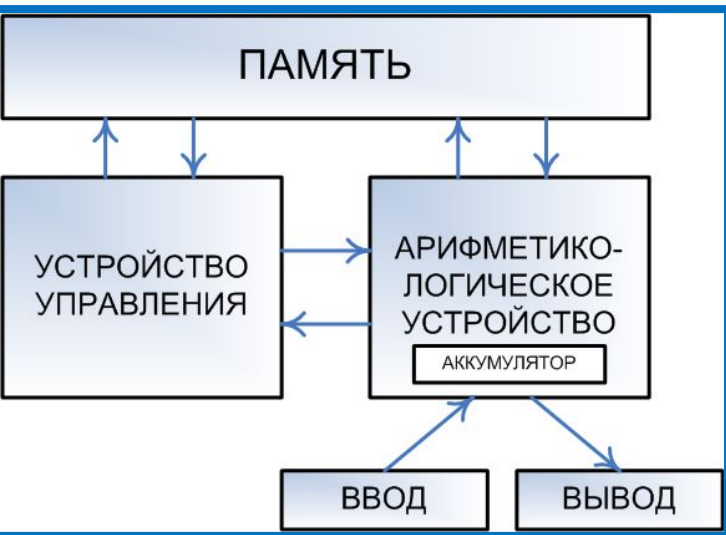 ПАМЯТЬ
УСТРОЙСТВО
УПРАВЛЕНИЯ
АРИФМЕТИКО-
ЛОГИЧЕСКОЕ
УСТРОЙСТВО
АККУМУЛЯТОР
ВВОД
ВЫВОД